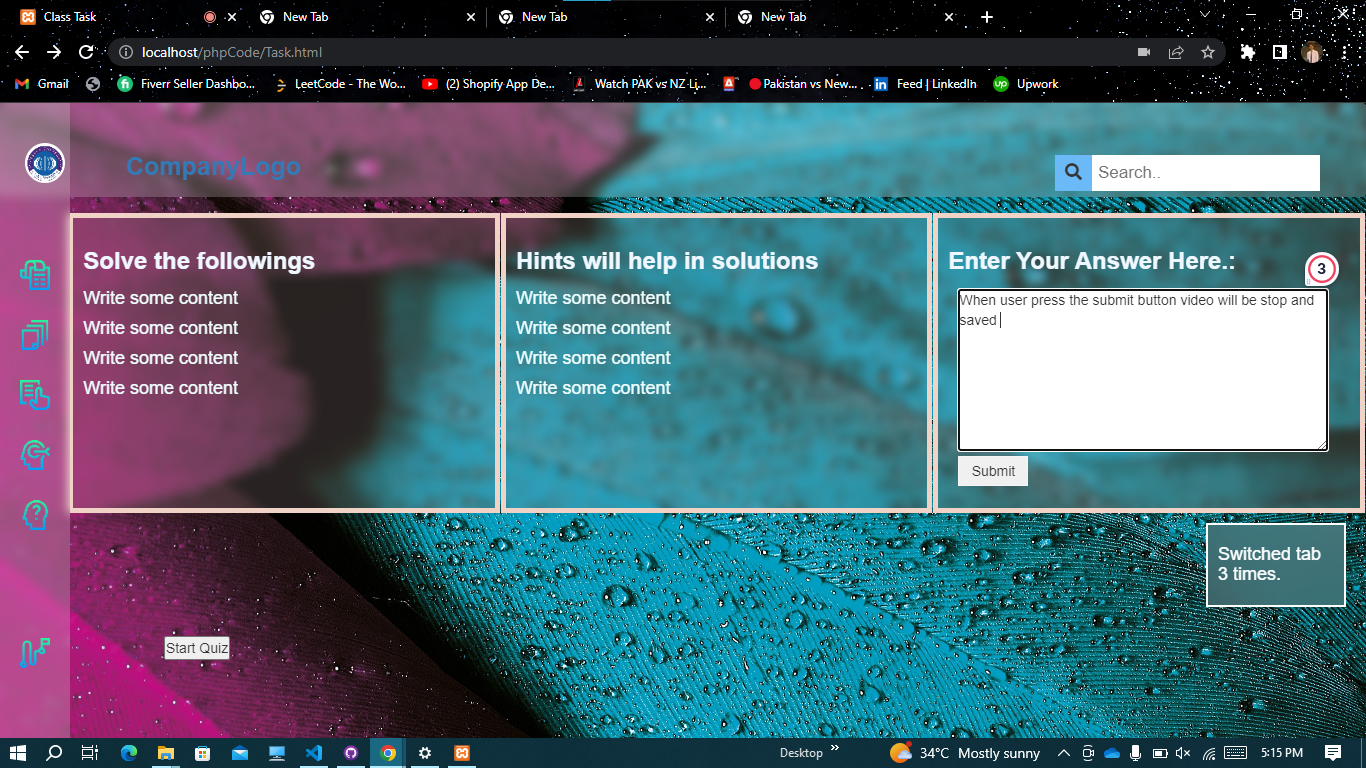 Class Task
New Tab
New Tab
New Tab
localhost/phpCode/Task.html
Gmail
Fiverr Seller Dashbo...
LeetCode - The Wo...
(2) Shopify App De...
Watch PAK vs NZ Li...
Pakistan vs New...
Feed | LinkedIn
Upwork
CompanyLogo
Search..
Solve the followings
Write some content
Write some content
Write some content
Write some content
Hints will help in solutions
Write some content
Write some content
Write some content
Write some content
Enter Your Answer Here.:
3
When user press the submit button video will be stop and
saved
Submit
Switched tab
3 times.
Start Quiz
Desktop
34°C Mostly sunny
5:15 PM